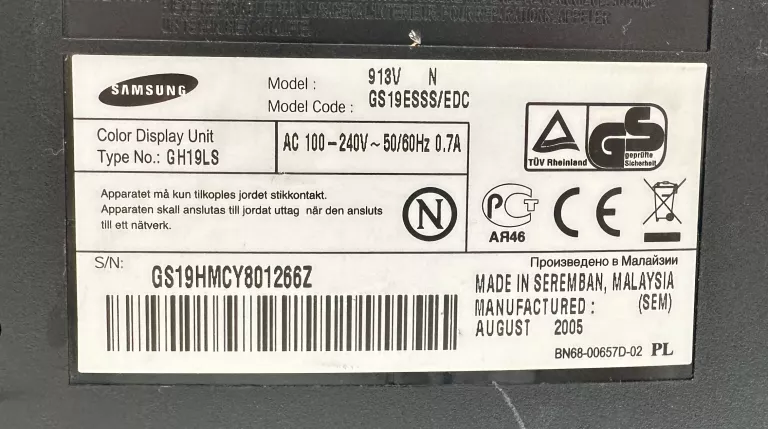 SAMSUNG
Model : 913V N
Model Code : GS19ESSS/EDC
Color Display Unit
Type No.: GH19LS
AC 100-240V~50/60Hz 0.7A
TÜV Rheinland
GS
geprüfte
Sicherheit
Apparatet må kun tilkoples jordet stikkontakt.
Apparaten skall anslutas till jordat uttag när den ansluts
till ett nätverk.
N
PCT
АЯ46
CE
S/N:
GS19HMCY801266Z
Произведено в Малайзии
MADE IN SEREMBAN, MALAYSIA
MANUFACTURED : (SEM)
AUGUST 2005
BN68-00657D-02 PL